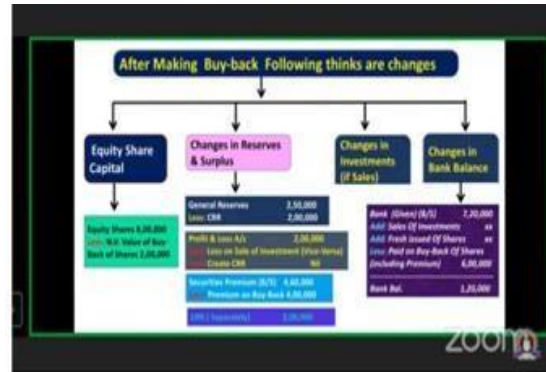 After Making Buy-back Following thinks are changes
Equity Share
Capital
Changes in Reserves
& Surplus
Changes in
Investments
(if Sales)
Changes in
Bank Balance
Equity Shares 8,00,000
Less: N.V. Value of Buy-
Back of Shares 2,00,000
General Reserves 2,50,000
Less: CRR 2,00,000
Profit & Loss A/c 2,00,000
Loss on Sale of Investment (Vice-Versa)
Create CRR Nil
Securities Premium (B/S) 4,60,000
Premium on Buy Back 4,00,000
CRR ( Separately) 2,00,000
Bank (Given) (B/S) 7,20,000
Add: Sales Of Investments xx
Add: Fresh Issued Of Shares xx
Less: Paid on Buy-Back Of Shares
(including Premium) 6,00,000
Bank Bal. 1,20,000
zoom